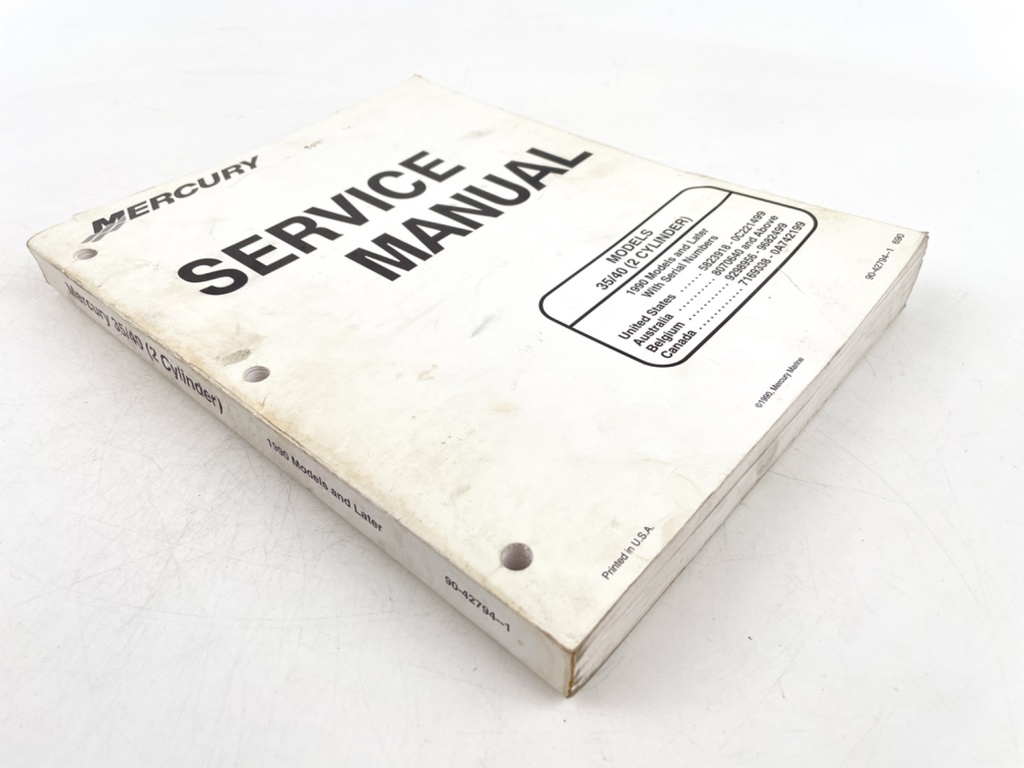 MERCURY
SERVICE
MANUAL
MODELS
35/40 (2 CYLINDER)
1990 Models and Later
With Serial Numbers
United States ........ 5823918 - 0C221499
Australia ............ 8070640 and Above
Belgium ............. 9298956 - 9682499
Canada ............. 7169338 - 0A742199
90-42794--1 690
©1990, Mercury Marine
Printed in U.S.A.
Mercury 35/40 (2 Cylinder)
1990 Models and Later
90-42794--1